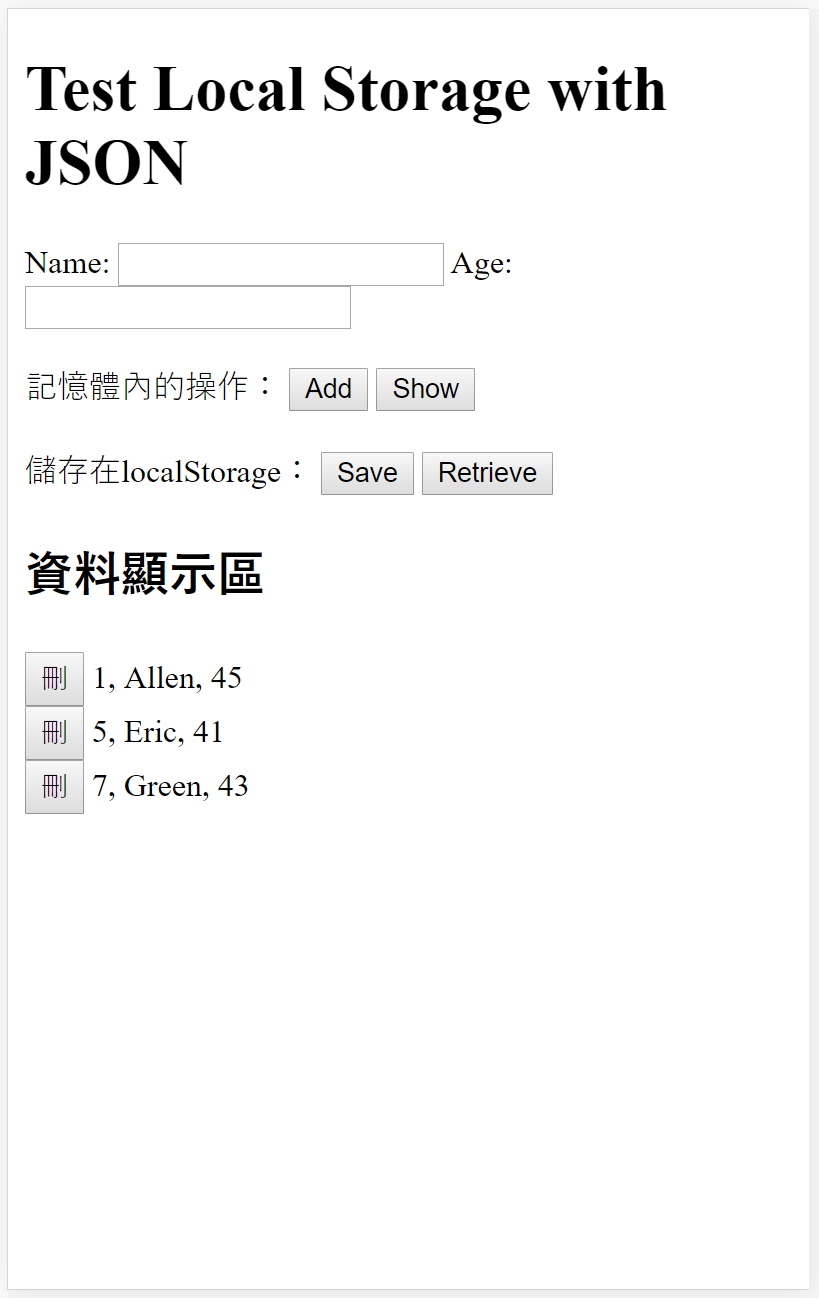 Test Local Storage with
JSON
Name: Age:
記憶體內的操作： Add Show
儲存在localStorage： Save Retrieve
資料顯示區
刪 1, Allen, 45
刪 5, Eric, 41
刪 7, Green, 43